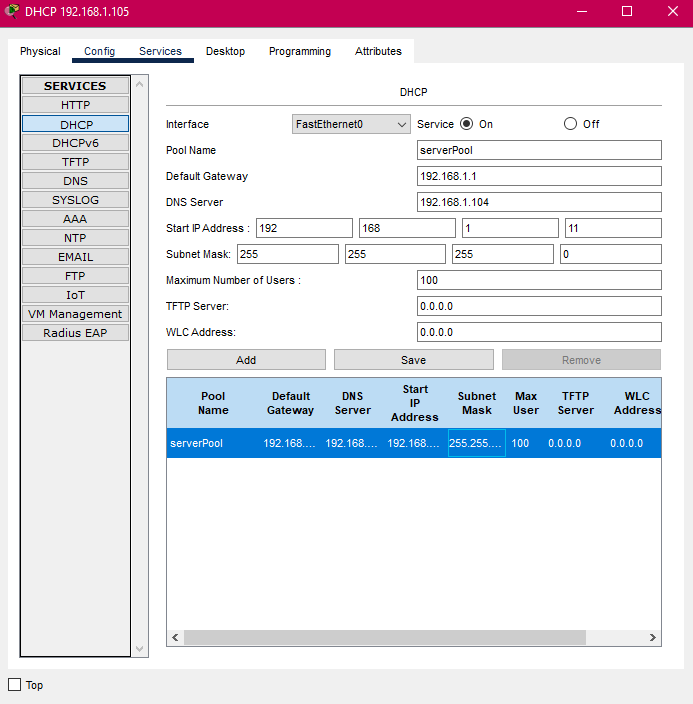 DHCP 192.168.1.105
Physical Config Services Desktop Programming Attributes
SERVICES
HTTP
DHCP
DHCPv6
TFTP
DNS
SYSLOG
AAA
NTP
EMAIL
FTP
IoT
VM Management
Radius EAP
DHCP
Interface FastEthernet0 Service On Off
Pool Name serverPool
Default Gateway 192.168.1.1
DNS Server 192.168.1.104
Start IP Address : 192 168 1 11
Subnet Mask: 255 255 255 0
Maximum Number of Users : 100
TFTP Server: 0.0.0.0
WLC Address: 0.0.0.0
Add Save Remove
Pool Name Default Gateway DNS Server Start IP Address Subnet Mask Max User TFTP Server WLC Address
serverPool 192.168.... 192.168.... 192.168.... 255.255.... 100 0.0.0.0 0.0.0.0
Top